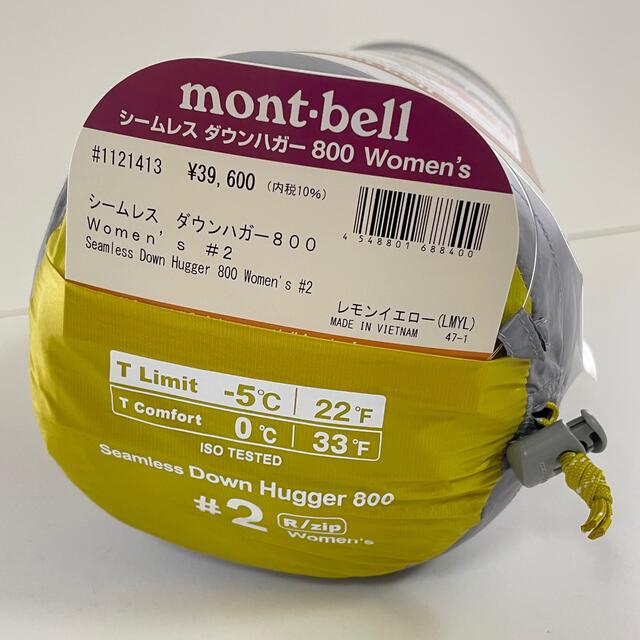 mont-bell
シームレス ダウンハガー 800 Women's
#1121413 ¥39,600 (内税10%)
シームレス ダウンハガー800
Women's #2
Seamless Down Hugger 800 Women's #2
4 548801 688400
レモンイエロー(LMYL)
MADE IN VIETNAM 47-1
T Limit -5°C 22°F
T Comfort 0°C 33°F
ISO TESTED
Seamless Down Hugger 800
#2 R/zip
Women's